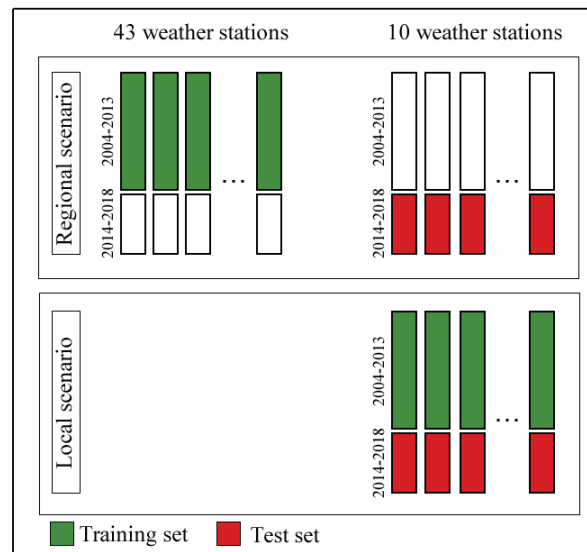 43 weather stations
10 weather stations
Regional scenario
2004-2013
2014-2018
...
2004-2013
2014-2018
...
Local scenario
2004-2013
2014-2018
...
Training set
Test set